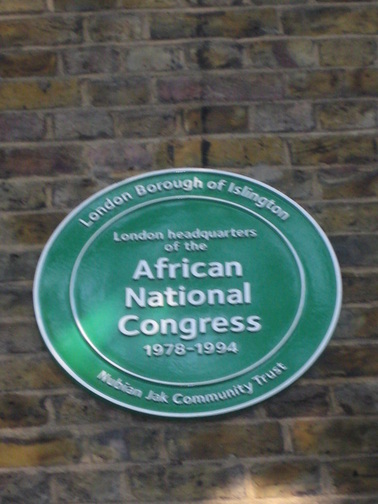 London Borough of Islington
London headquarters
of the
African
National
Congress
1978-1994
Nubian Jak Community Trust